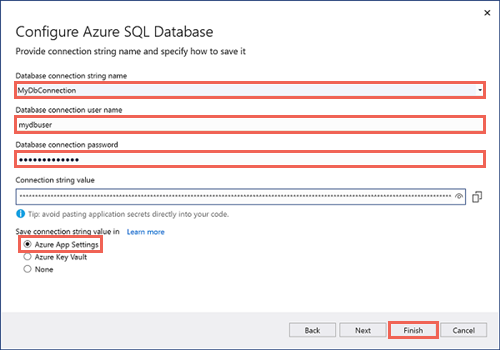 Configure Azure SQL Database
Provide connection string name and specify how to save it
Database connection string name
MyDbConnection
Database connection user name
mydbuser
Database connection password
•••••••••••••
Connection string value
Tip: avoid pasting application secrets directly into your code.
Save connection string value in Learn more
Azure App Settings
Azure Key Vault
None
Back Next Finish Cancel